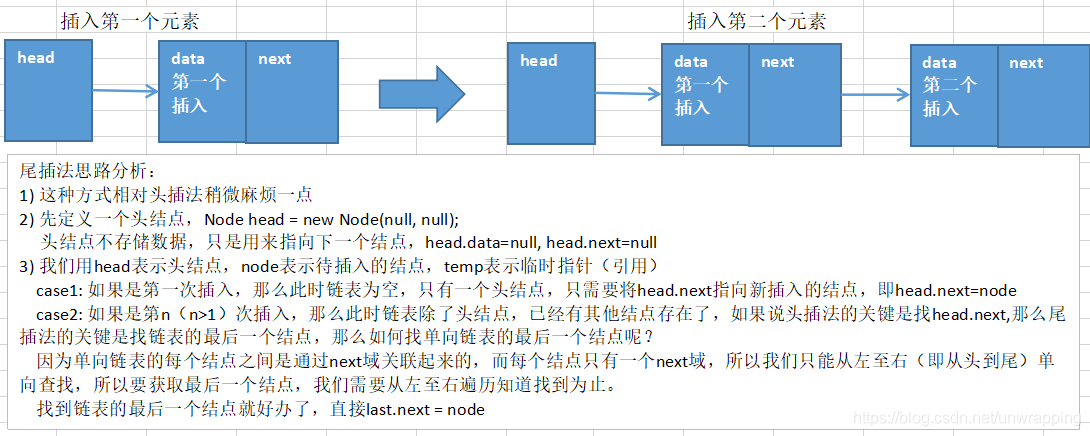 插入第一个元素
插入第二个元素
head
data
第一个
插入
next
head
data
第一个
插入
next
data
第二个
插入
next
尾插法思路分析：
1) 这种方式相对头插法稍微麻烦一点
2) 先定义一个头结点，Node head = new Node(null, null);
头结点不存储数据，只是用来指向下一个结点，head.data=null, head.next=null
3) 我们用head表示头结点，node表示待插入的结点，temp表示临时指针（引用）
case1: 如果是第一次插入，那么此时链表为空，只有一个头结点，只需要将head.next指向新插入的结点，即head.next=node
case2: 如果是第n（n>1）次插入，那么此时链表除了头结点，已经有其他结点存在了，如果说头插法的关键是找head.next,那么尾
插法的关键是找链表的最后一个结点，那么如何找单向链表的最后一个结点呢？
因为单向链表的每个结点之间是通过next域关联起来的，而每个结点只有一个next域，所以我们只能从左至右（即从头到尾）单
向查找，所以要获取最后一个结点，我们需要从左至右遍历知道找到为止。
找到链表的最后一个结点就好办了，直接last.next = node
https://blog.csdn.net/unwrapping